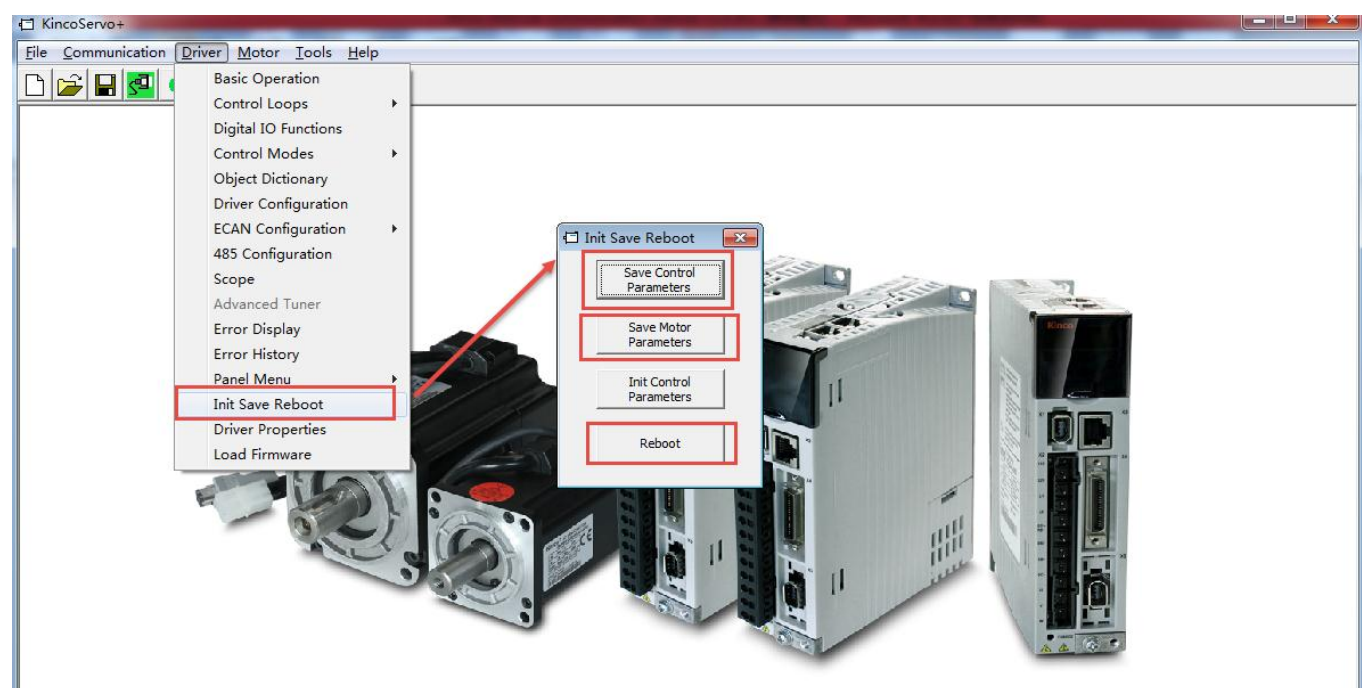 KincoServo+
File Communication Driver Motor Tools Help
Basic Operation
Control Loops
Digital IO Functions
Control Modes
Object Dictionary
Driver Configuration
ECAN Configuration
485 Configuration
Scope
Advanced Tuner
Error Display
Error History
Panel Menu
Init Save Reboot
Driver Properties
Load Firmware
Init Save Reboot
Save Control
Parameters
Save Motor
Parameters
Init Control
Parameters
Reboot
Kinco